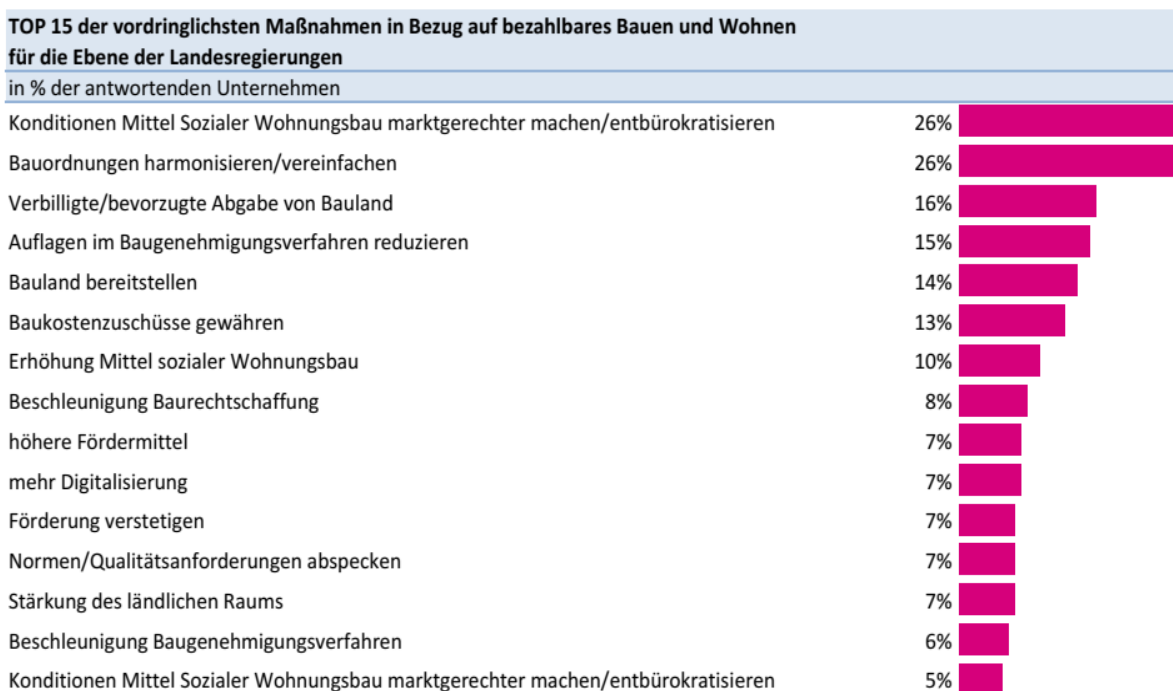 TOP 15 der vordringlichsten Maßnahmen in Bezug auf bezahlbares Bauen und Wohnen
für die Ebene der Landesregierungen
in % der antwortenden Unternehmen
Konditionen Mittel Sozialer Wohnungsbau marktgerechter machen/entbürokratisieren 26%
Bauordnungen harmonisieren/vereinfachen 26%
Verbilligte/bevorzugte Abgabe von Bauland 16%
Auflagen im Baugenehmigungsverfahren reduzieren 15%
Bauland bereitstellen 14%
Baukostenzuschüsse gewähren 13%
Erhöhung Mittel sozialer Wohnungsbau 10%
Beschleunigung Baurechtschaffung 8%
höhere Fördermittel 7%
mehr Digitalisierung 7%
Förderung verstetigen 7%
Normen/Qualitätsanforderungen abspecken 7%
Stärkung des ländlichen Raums 7%
Beschleunigung Baugenehmigungsverfahren 6%
Konditionen Mittel Sozialer Wohnungsbau marktgerechter machen/entbürokratisieren 5%